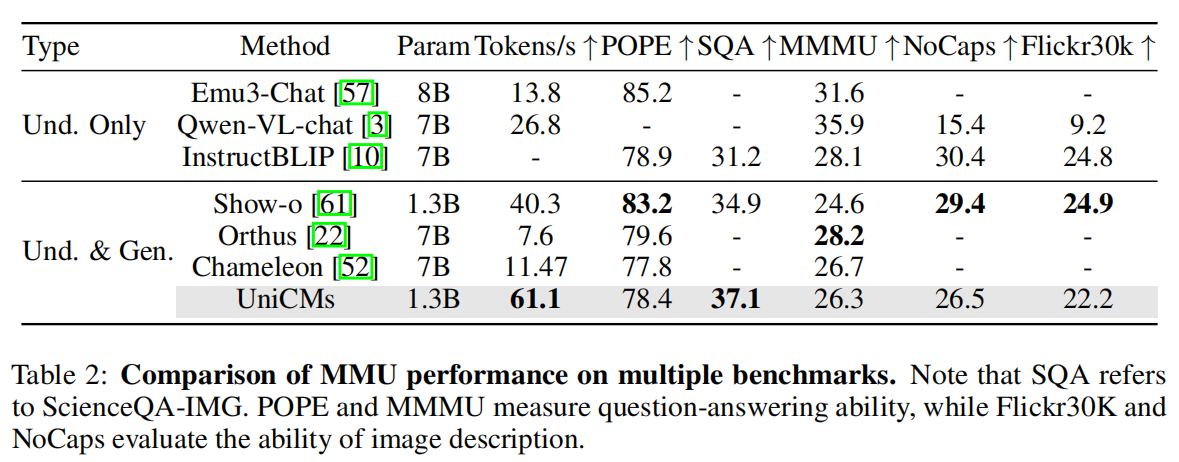 Type Method Param Tokens/s ↑ POPE ↑ SQA ↑ MMMU ↑ NoCaps ↑ Flickr30k ↑
Emu3-Chat [57] 8B 13.8 85.2 - 31.6 - -
Und. Only Qwen-VL-chat [3] 7B 26.8 - - 35.9 15.4 9.2
InstructBLIP [10] 7B - 78.9 31.2 28.1 30.4 24.8
Show-o [61] 1.3B 40.3 83.2 34.9 24.6 29.4 24.9
Orthus [22] 7B 7.6 79.6 - 28.2 - -
Und. & Gen.
Chameleon [52] 7B 11.47 77.8 - 26.7 - -
UniCMs 1.3B 61.1 78.4 37.1 26.3 26.5 22.2
Table 2: Comparison of MMU performance on multiple benchmarks. Note that SQA refers
to ScienceQA-IMG. POPE and MMMU measure question-answering ability, while Flickr30K and
NoCaps evaluate the ability of image description.